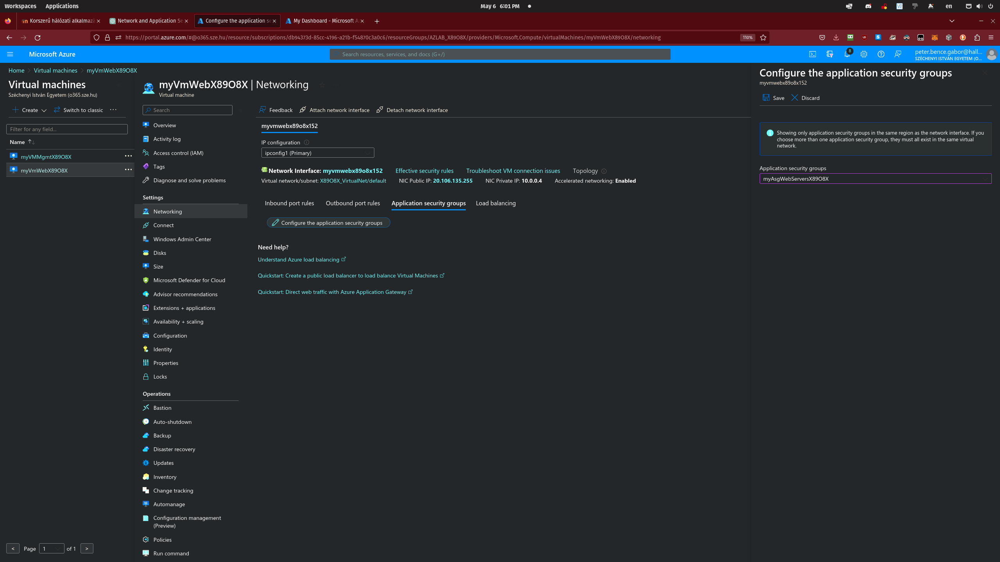 Workspaces Applications May 6 6:01 PM en
Korszerű hálózati alkalmazá Network and Application Se Configure the application se My Dashboard - Microsoft A
https://portal.azure.com/#@o365.sze.hu/resource/subscriptions/db94373d-85cc-4196-a21b-f54870c3a0c6/resourceGroups/AZLAB_X89O8X/providers/Microsoft.Compute/virtualMachines/myVmWebX89O8X/networking 110%
Microsoft Azure Search resources, services, and docs (G+/) 8 peter.bence.gabor@hall...
SZÉCHENYI ISTVÁN EGYETEM (O...
Home > Virtual machines > myVmWebX89O8X
Virtual machines
Széchenyi István Egyetem (o365.sze.hu)
Create Switch to classic ...
Filter for any field...
Name
myVMMgmtX89O8X ...
myVmWebX89O8X ...
< Page 1 of 1 >
myVmWebX89O8X | Networking
Virtual machine
Search
Overview
Activity log
Access control (IAM)
Tags
Diagnose and solve problems
Settings
Networking
Connect
Windows Admin Center
Disks
Size
Microsoft Defender for Cloud
Advisor recommendations
Extensions + applications
Availability + scaling
Configuration
Identity
Properties
Locks
Operations
Bastion
Auto-shutdown
Backup
Disaster recovery
Updates
Inventory
Change tracking
Automanage
Configuration management
(Preview)
Policies
Run command
Feedback Attach network interface Detach network interface
myvmwebx89o8x152
IP configuration
ipconfig1 (Primary)
Network Interface: myvmwebx89o8x152 Effective security rules Troubleshoot VM connection issues Topology
Virtual network/subnet: X89O8X_VirtualNet/default NIC Public IP: 20.106.135.255 NIC Private IP: 10.0.0.4 Accelerated networking: Enabled
Inbound port rules Outbound port rules Application security groups Load balancing
Configure the application security groups
Need help?
Understand Azure load balancing
Quickstart: Create a public load balancer to load balance Virtual Machines
Quickstart: Direct web traffic with Azure Application Gateway
Configure the application security groups
myvmwebx89o8x152
Save Discard
Showing only application security groups in the same region as the network interface. If you
choose more than one application security group, they must all exist in the same virtual
network.
Application security groups
myAsgWebServersX89O8X